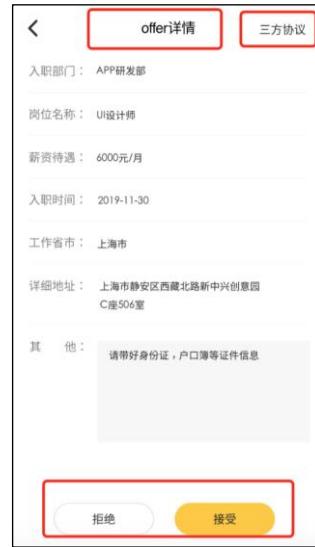 offer详情 三方协议
入职部门： APP研发部
岗位名称： UI设计师
薪资待遇： 6000元/月
入职时间： 2019-11-30
工作省市： 上海市
详细地址： 上海市静安区西藏北路新中兴创意园
C座506室
其 他： 请带好身份证，户口簿等证件信息
拒绝 接受